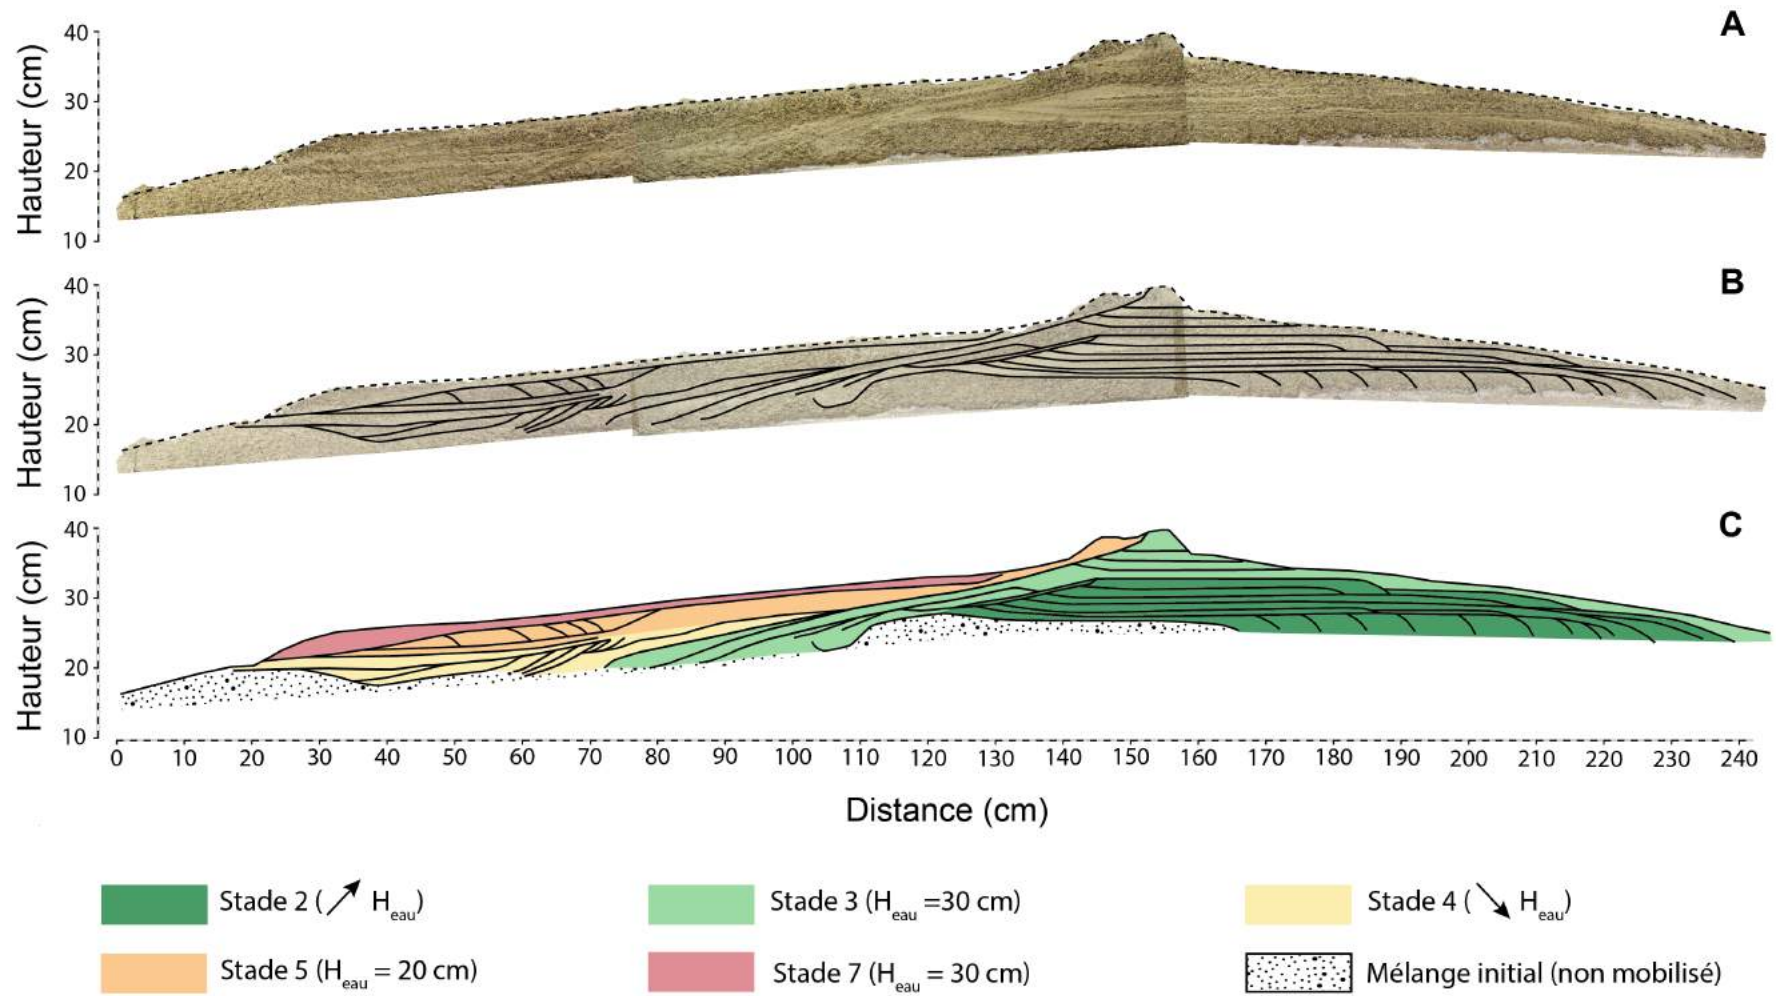 A
Hauteur (cm)
40
30
20
10
B
Hauteur (cm)
40
30
20
10
C
Hauteur (cm)
40
30
20
10
0 10 20 30 40 50 60 70 80 90 100 110 120 130 140 150 160 170 180 190 200 210 220 230 240
Distance (cm)
Stade 2 (↗ Heau) Stade 3 (Heau =30 cm) Stade 4 (↘ Heau)
Stade 5 (Heau = 20 cm) Stade 7 (Heau = 30 cm) Mélange initial (non mobilisé)